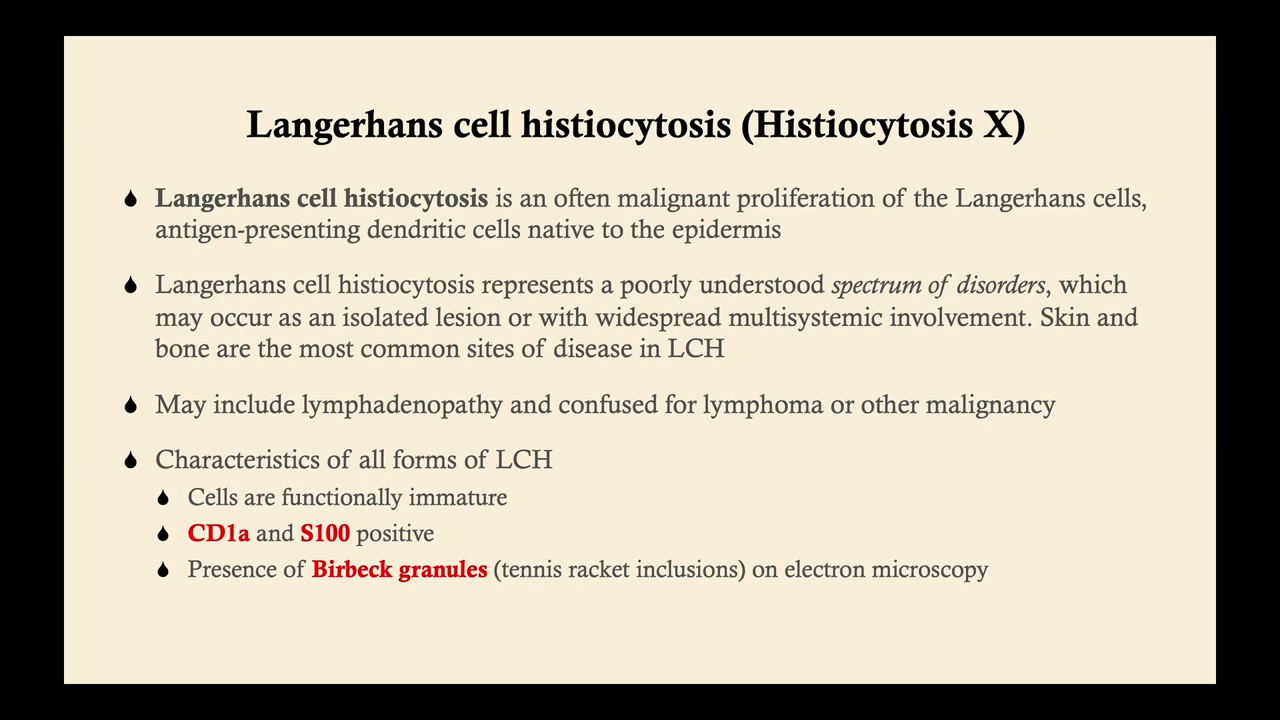 Langerhans cell histiocytosis (Histiocytosis X)
Langerhans cell histiocytosis is an often malignant proliferation of the Langerhans cells,
antigen-presenting dendritic cells native to the epidermis
Langerhans cell histiocytosis represents a poorly understood spectrum of disorders, which
may occur as an isolated lesion or with widespread multisystemic involvement. Skin and
bone are the most common sites of disease in LCH
May include lymphadenopathy and confused for lymphoma or other malignancy
Characteristics of all forms of LCH
Cells are functionally immature
CD1a and S100 positive
Presence of Birbeck granules (tennis racket inclusions) on electron microscopy